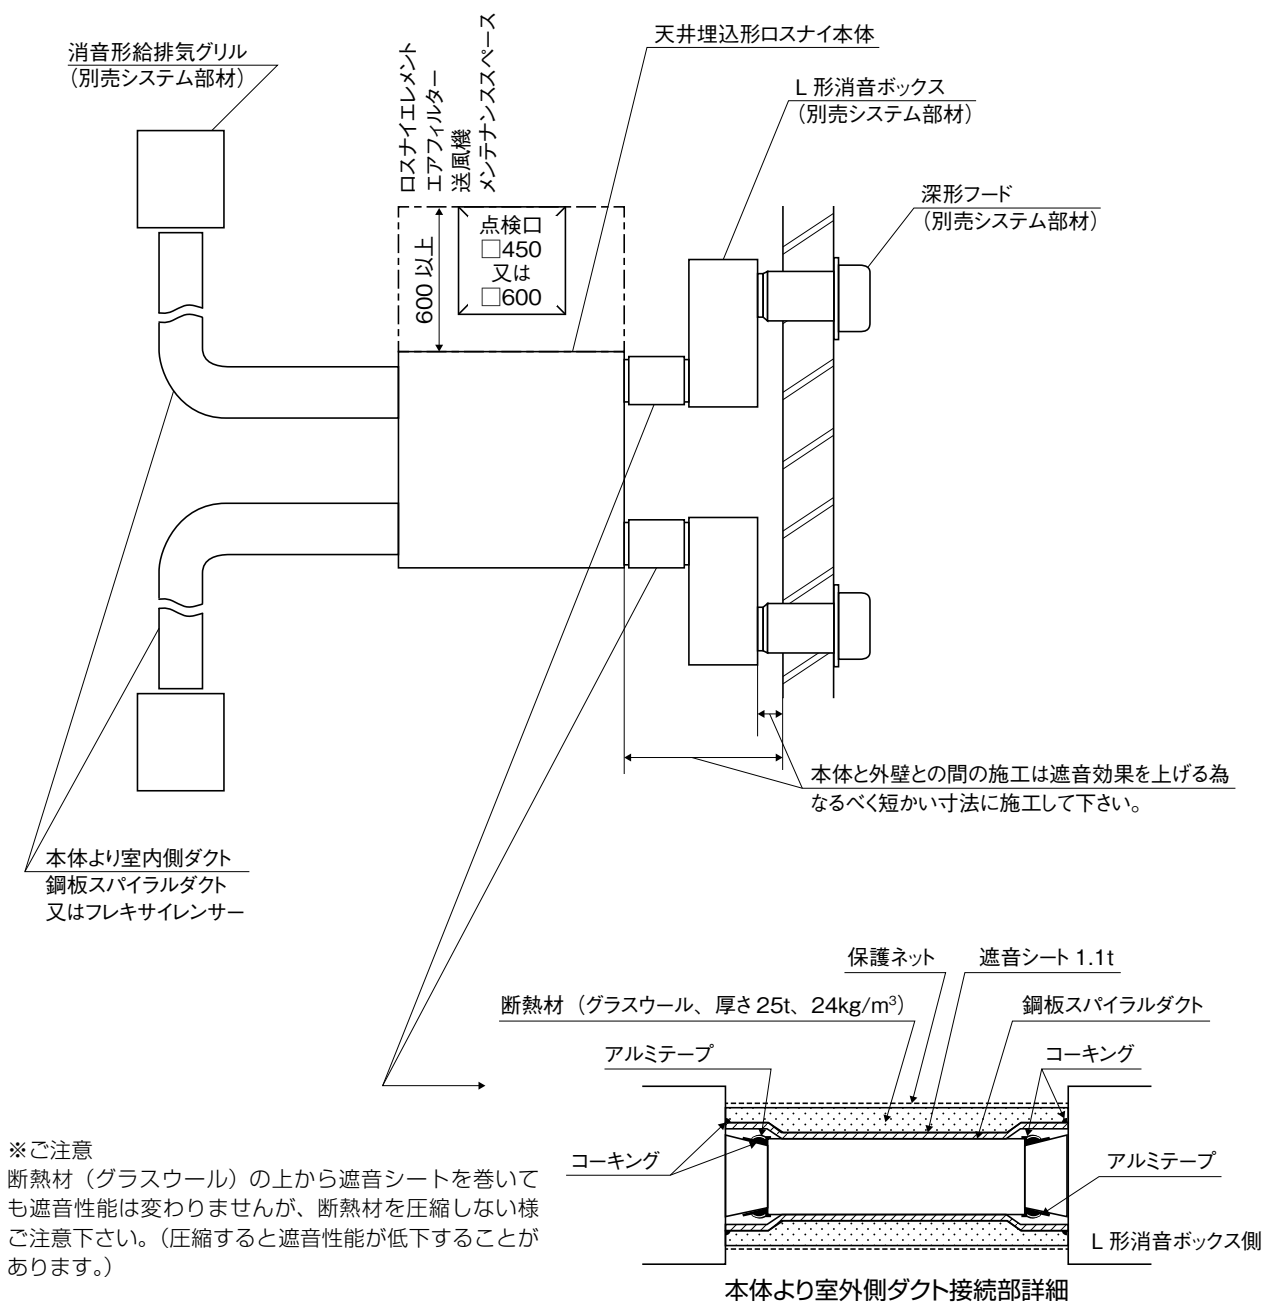 消音形給排気グリル
(別売システム部材)
ロスナイエレメント
エアフィルター
送風機
メンテナンススペース
天井埋込形ロスナイ本体
L 形消音ボックス
(別売システム部材)
深形フード
(別売システム部材)
600 以上
点検口
□450
又は
□600
本体と外壁との間の施工は遮音効果を上げる為
なるべく短かい寸法に施工して下さい。
本体より室内側ダクト
鋼板スパイラルダクト
又はフレキサイレンサー
保護ネット
遮音シート 1.1t
断熱材（グラスウール、厚さ 25t、24kg/m³）
鋼板スパイラルダクト
アルミテープ
コーキング
コーキング
アルミテープ
L 形消音ボックス側
本体より室外側ダクト接続部詳細
※ご注意
断熱材（グラスウール）の上から遮音シートを巻いて
も遮音性能は変わりませんが、断熱材を圧縮しない様
ご注意下さい。（圧縮すると遮音性能が低下することが
あります。）